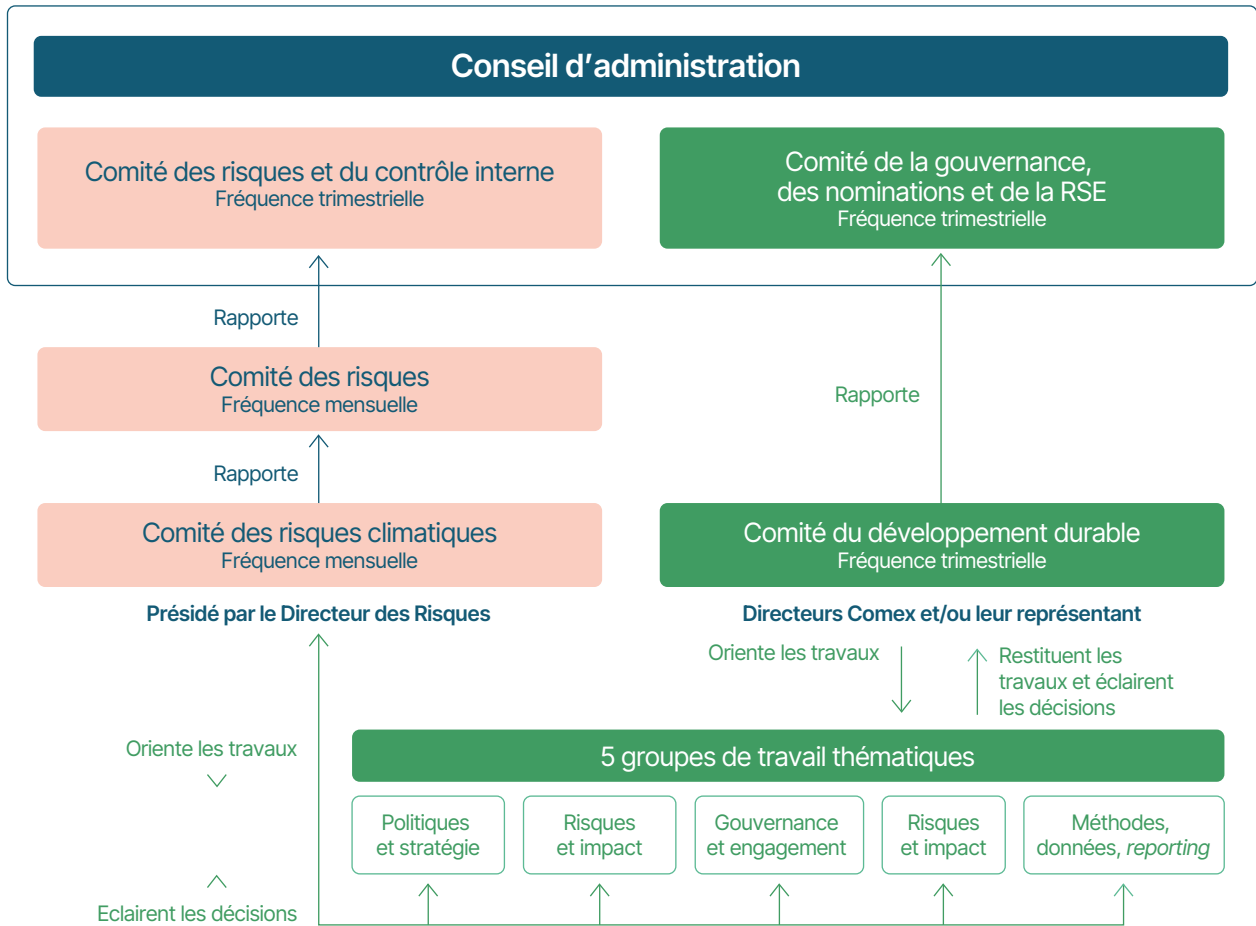 Conseil d’administration
Comité des risques et du contrôle interne
Fréquence trimestrielle
Comité de la gouvernance,
des nominations et de la RSE
Fréquence trimestrielle
Rapporte
Comité des risques
Fréquence mensuelle
Rapporte
Rapporte
Comité des risques climatiques
Fréquence mensuelle
Comité du développement durable
Fréquence trimestrielle
Présidé par le Directeur des Risques
Directeurs Comex et/ou leur représentant
Oriente les travaux
Restituent les
travaux et éclairent
les décisions
Oriente les travaux
5 groupes de travail thématiques
Politiques
et stratégie
Risques
et impact
Gouvernance
et engagement
Risques
et impact
Méthodes,
données, reporting
Eclairent les décisions